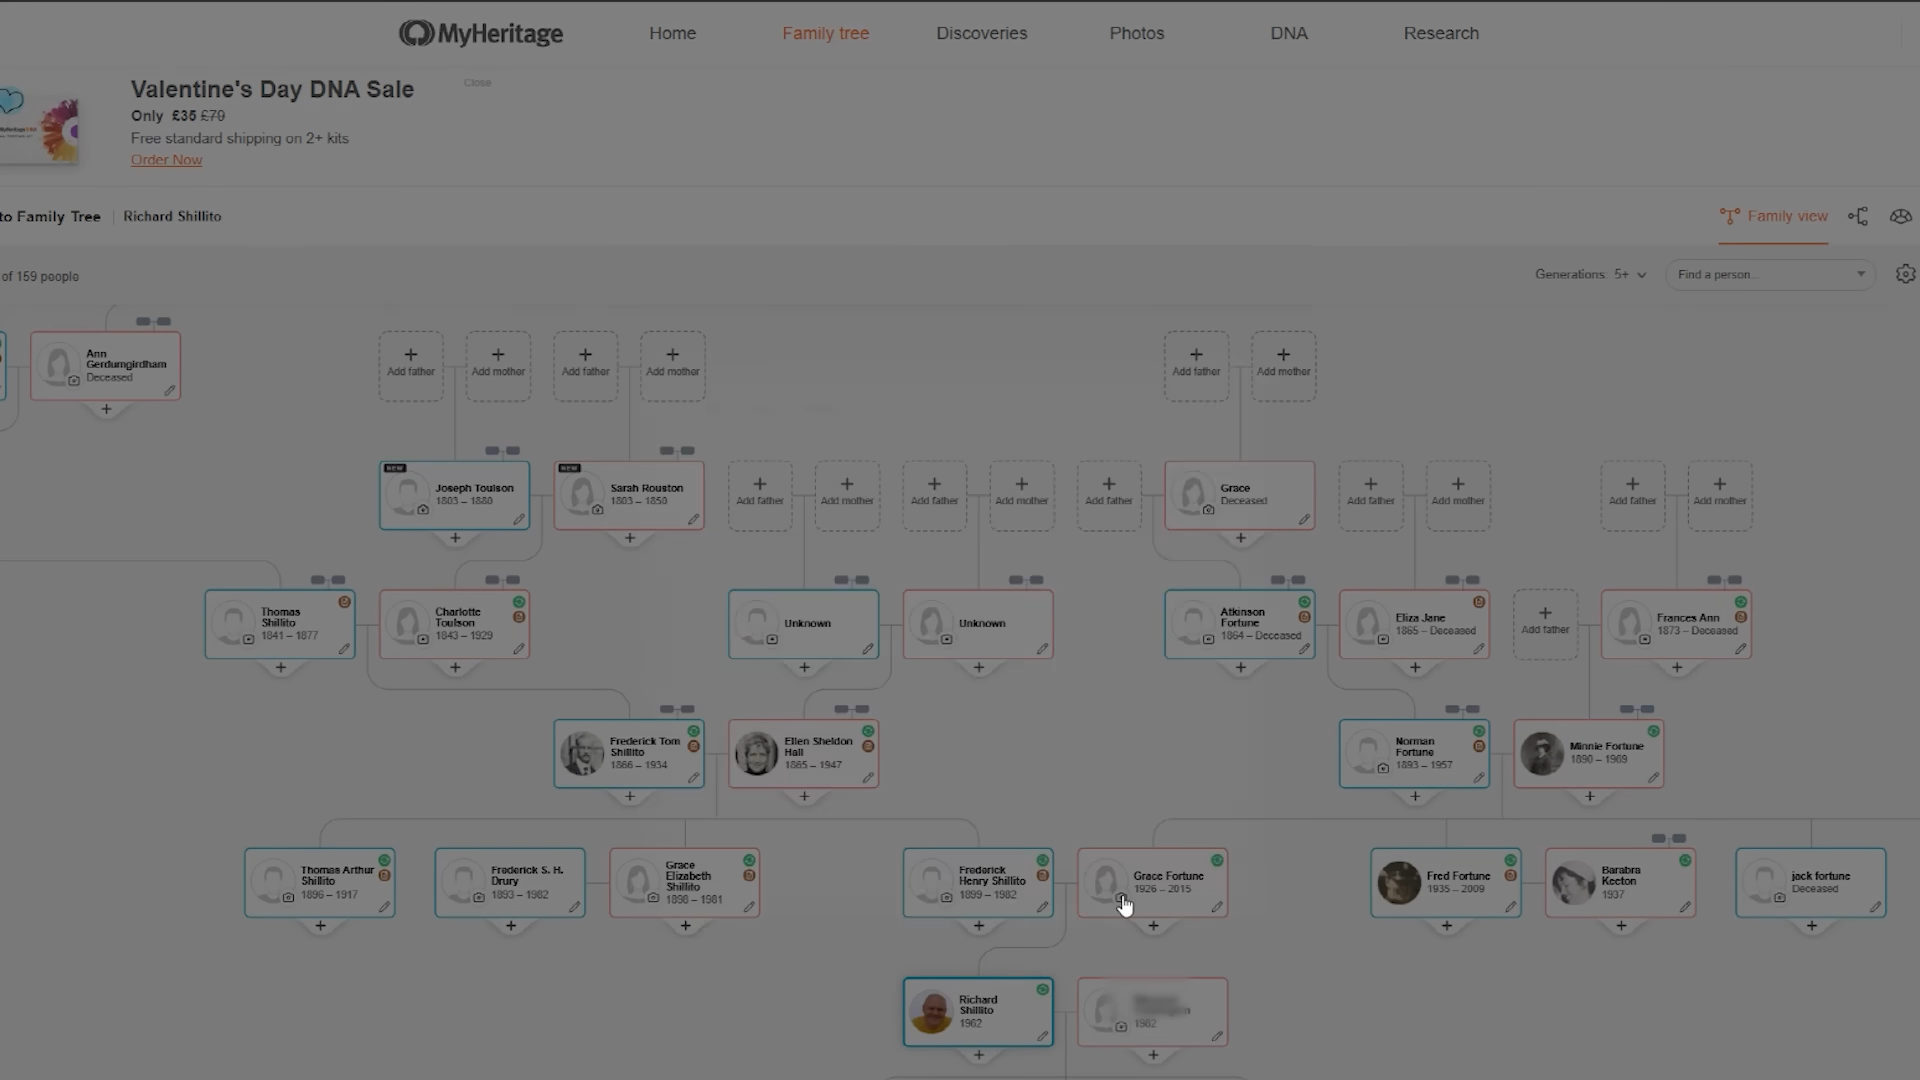 MyHeritage
Home
Family tree
Discoveries
Photos
DNA
Research
Valentine's Day DNA Sale
Close
Only £35 £70
Free standard shipping on 2+ kits
Order Now
to Family Tree
Richard Shillito
Family view
of 159 people
Generations: 5+
Find a person...
Ann
Gerdumgirdham
Deceased
Add father
Add mother
Add father
Add mother
Add father
Add mother
NEW
Joseph Toulson
1803 – 1880
NEW
Sarah Rouston
1803 – 1850
Add father
Add mother
Add father
Add mother
Add father
Grace
Deceased
Add father
Add mother
Add father
Add mother
Thomas
Shillito
1841 – 1877
Charlotte
Toulson
1843 – 1929
Unknown
Unknown
Atkinson
Fortune
1864 – Deceased
Eliza Jane
1865 – Deceased
Add father
Frances Ann
1873 – Deceased
Frederick Tom
Shillito
1866 – 1934
Ellen Sheldon
Hall
1865 – 1947
Norman
Fortune
1893 – 1957
Minnie Fortune
1890 – 1969
Thomas Arthur
Shillito
1896 – 1917
Frederick S. H.
Drury
1893 – 1982
Grace
Elizabeth
Shillito
1898 – 1981
Frederick
Henry Shillito
1899 – 1982
Grace Fortune
1926 – 2015
Fred Fortune
1935 – 2009
Barabra
Keeton
1937
jack fortune
Deceased
Richard
Shillito
1962
1962